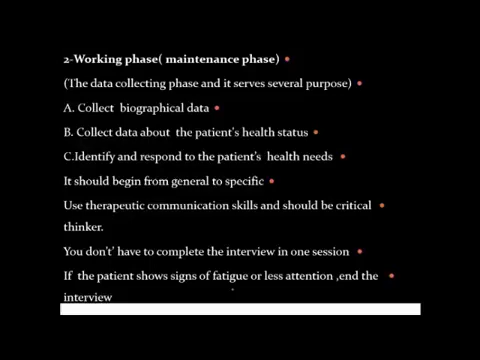 2-Working phase( maintenance phase)
(The data collecting phase and it serves several purpose)
A. Collect biographical data
B. Collect data about the patient's health status
C.Identify and respond to the patient's health needs
It should begin from general to specific
Use therapeutic communication skills and should be critical
thinker.
You don't' have to complete the interview in one session
If the patient shows signs of fatigue or less attention ,end the
interview